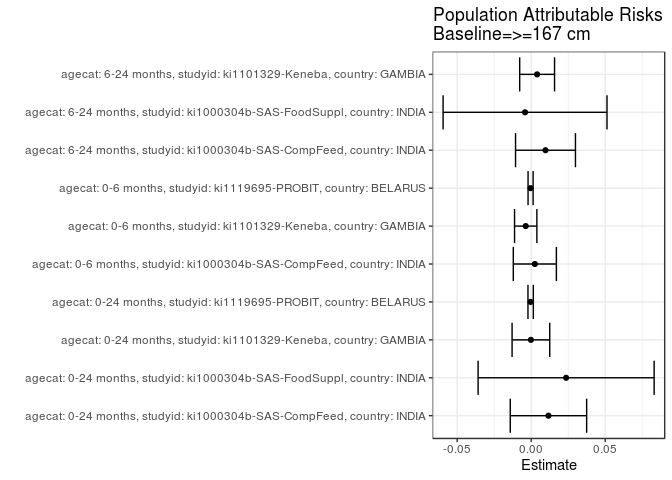 Population Attributable Risks
Baseline=>=167 cm
agecat: 6-24 months, studyid: ki1101329-Keneba, country: GAMBIA
agecat: 6-24 months, studyid: ki1000304b-SAS-FoodSuppl, country: INDIA
agecat: 6-24 months, studyid: ki1000304b-SAS-CompFeed, country: INDIA
agecat: 0-6 months, studyid: ki1119695-PROBIT, country: BELARUS
agecat: 0-6 months, studyid: ki1101329-Keneba, country: GAMBIA
agecat: 0-6 months, studyid: ki1000304b-SAS-CompFeed, country: INDIA
agecat: 0-24 months, studyid: ki1119695-PROBIT, country: BELARUS
agecat: 0-24 months, studyid: ki1101329-Keneba, country: GAMBIA
agecat: 0-24 months, studyid: ki1000304b-SAS-FoodSuppl, country: INDIA
agecat: 0-24 months, studyid: ki1000304b-SAS-CompFeed, country: INDIA
-0.05 0.00 0.05
Estimate